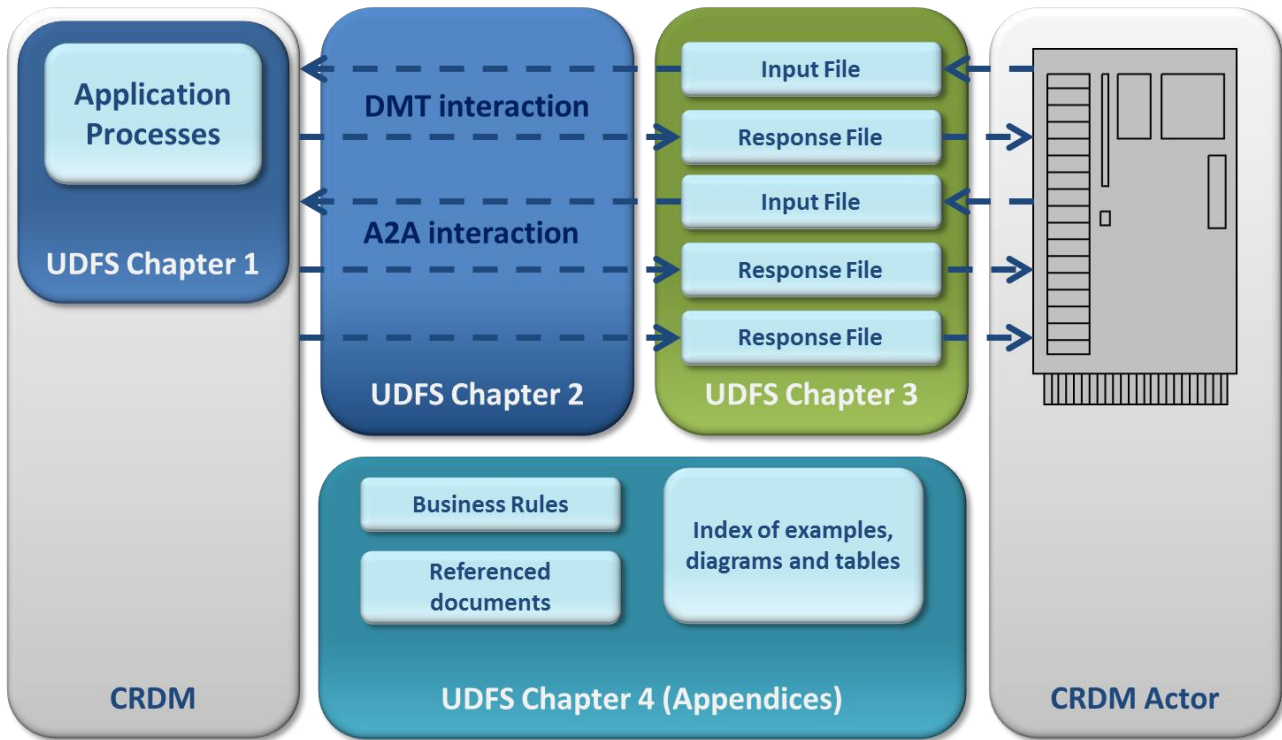 Application
Processes
UDFS Chapter 1
CRDM
DMT interaction
A2A interaction
UDFS Chapter 2
Input File
Response File
Input File
Response File
Response File
UDFS Chapter 3
Business Rules
Referenced
documents
Index of examples,
diagrams and tables
UDFS Chapter 4 (Appendices)
CRDM Actor